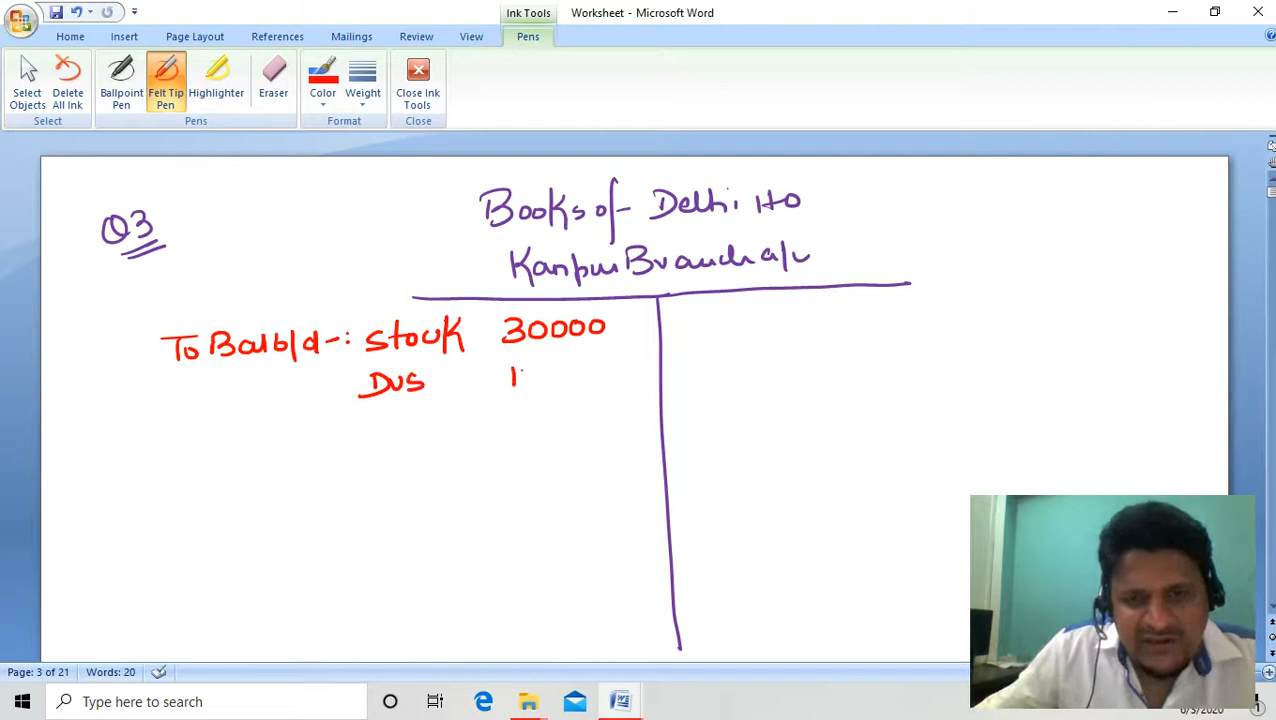 Ink Tools
Worksheet - Microsoft Word
Home Insert Page Layout References Mailings Review View Pens
Select Objects
Delete All Ink
Ballpoint Pen
Felt Tip Pen
Highlighter
Eraser
Color
Weight
Close Ink Tools
Select Pens Format Close
Q3
Books of Delhi HO
Kanpur Branch a/c
To Bal b/d -: Stock 30000
Drs 1
Page: 3 of 21 Words: 20
Type here to search